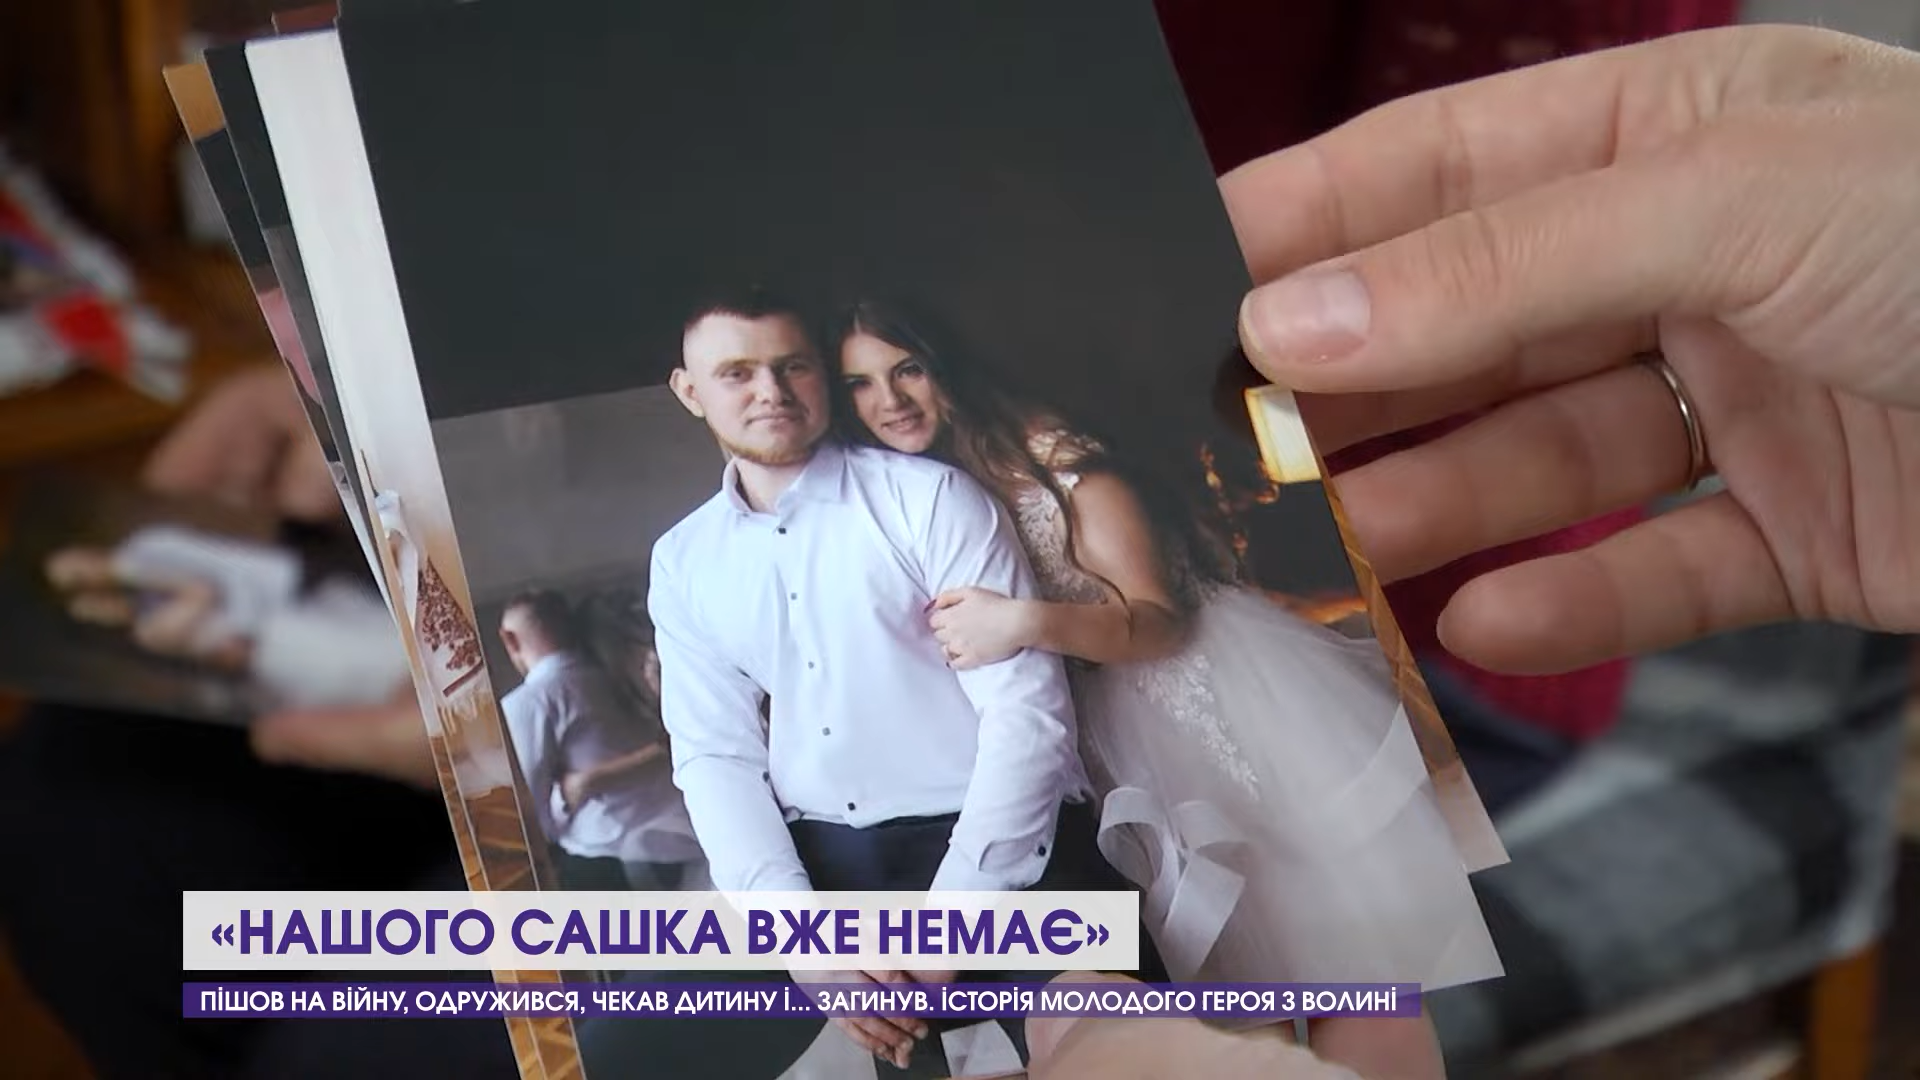 «НАШОГО САШКА ВЖЕ НЕМАЄ»
ПІШОВ НА ВІЙНУ, ОДРУЖИВСЯ, ЧЕКАВ ДИТИНУ І... ЗАГИНУВ. ІСТОРІЯ МОЛОДОГО ГЕРОЯ З ВОЛИНІ